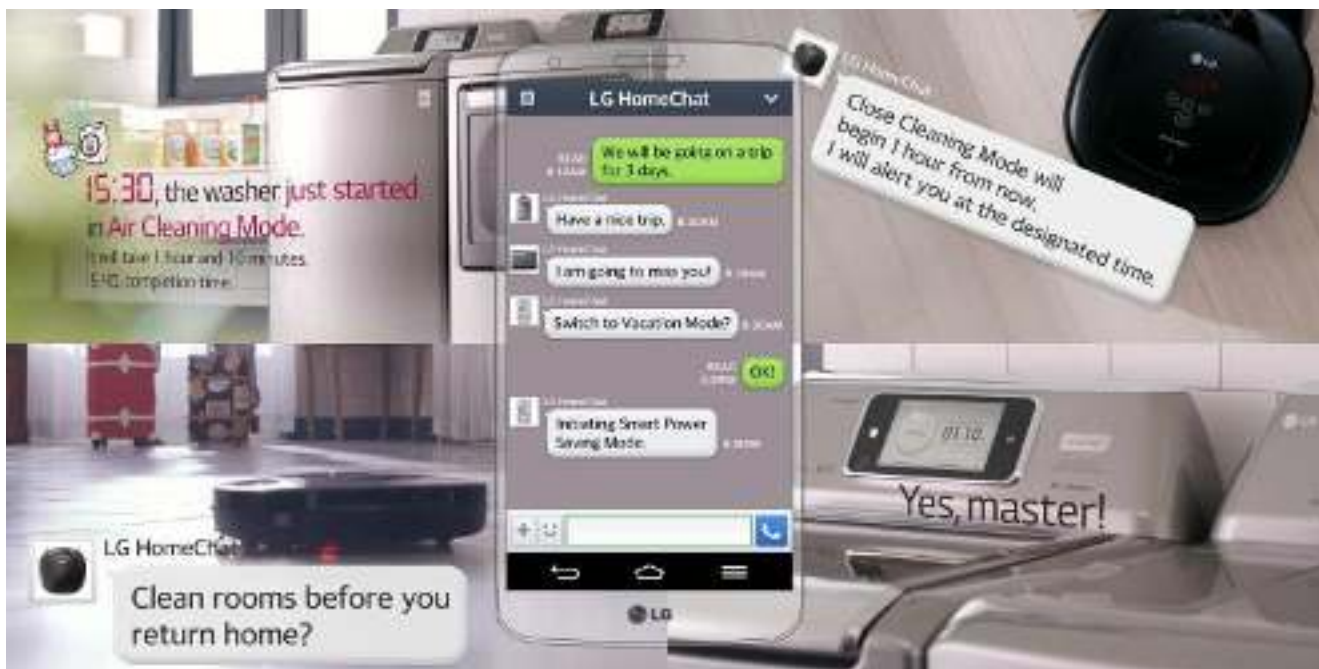 15:30, the washer just started
in Air Cleaning Mode.
It will take 1 hour and 10 minutes.
completion time.
LG HomeChat
We will be going on a trip
for 3 days.
Have a nice trip.
I am going to miss you!
Switch to Vacation Mode?
OK!
Initiating Smart Power
Saving Mode.
LG
LG HomeChat
Close Cleaning Mode will
begin 1 hour from now.
I will alert you at the designated time.
LG
LG HomeChat
Clean rooms before you
return home?
01:10
Yes, master!
LG